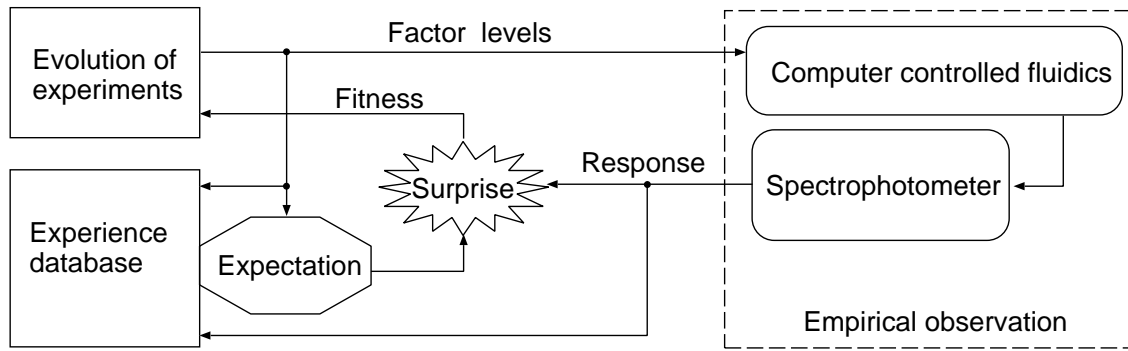 Factor levels
Evolution of
experiments
Computer controlled fluidics
Fitness
Response
Surprise
Spectrophotometer
Experience
database
Expectation
Empirical observation